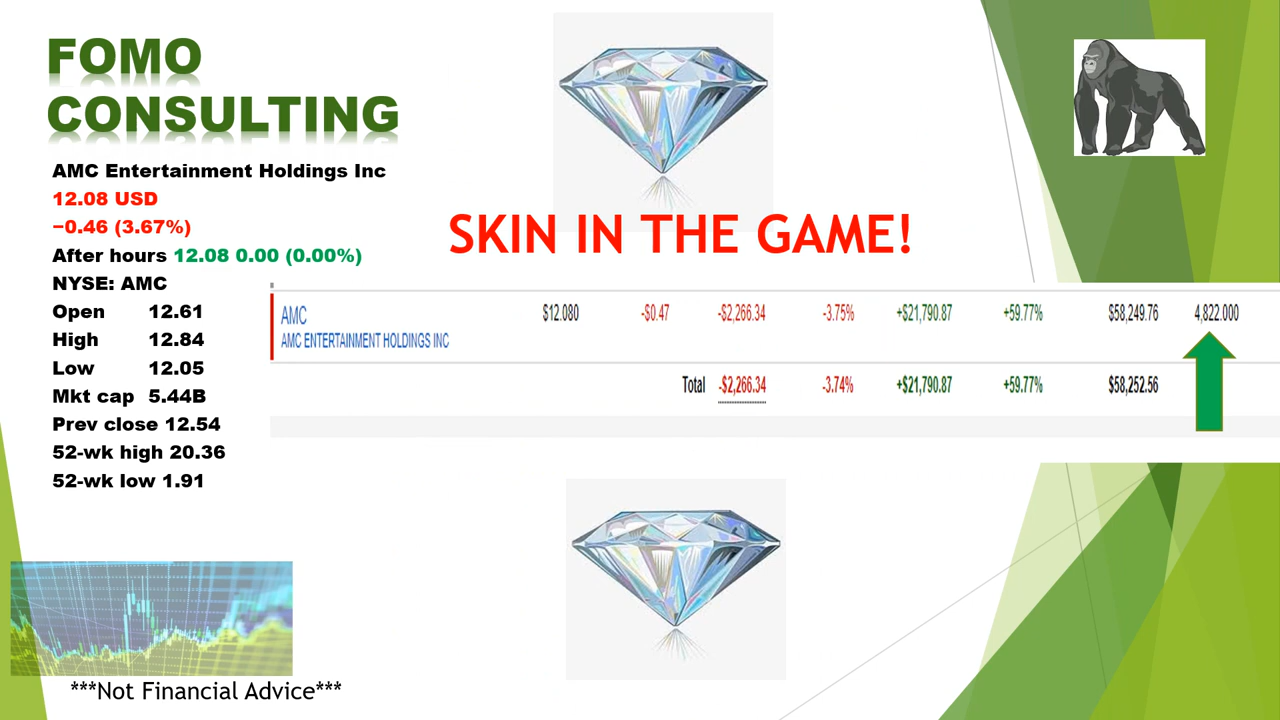 FOMO
CONSULTING
AMC Entertainment Holdings Inc
12.08 USD
−0.46 (3.67%)
After hours 12.08 0.00 (0.00%)
NYSE: AMC
Open 12.61
High 12.84
Low 12.05
Mkt cap 5.44B
Prev close 12.54
52-wk high 20.36
52-wk low 1.91
SKIN IN THE GAME!
AMC $12.080 -$0.47 -$2,266.34 -3.75% +$21,790.87 +59.77% $58,249.76 4,822.000
AMC ENTERTAINMENT HOLDINGS INC
Total -$2,266.34 -3.74% +$21,790.87 +59.77% $58,252.56
***Not Financial Advice***